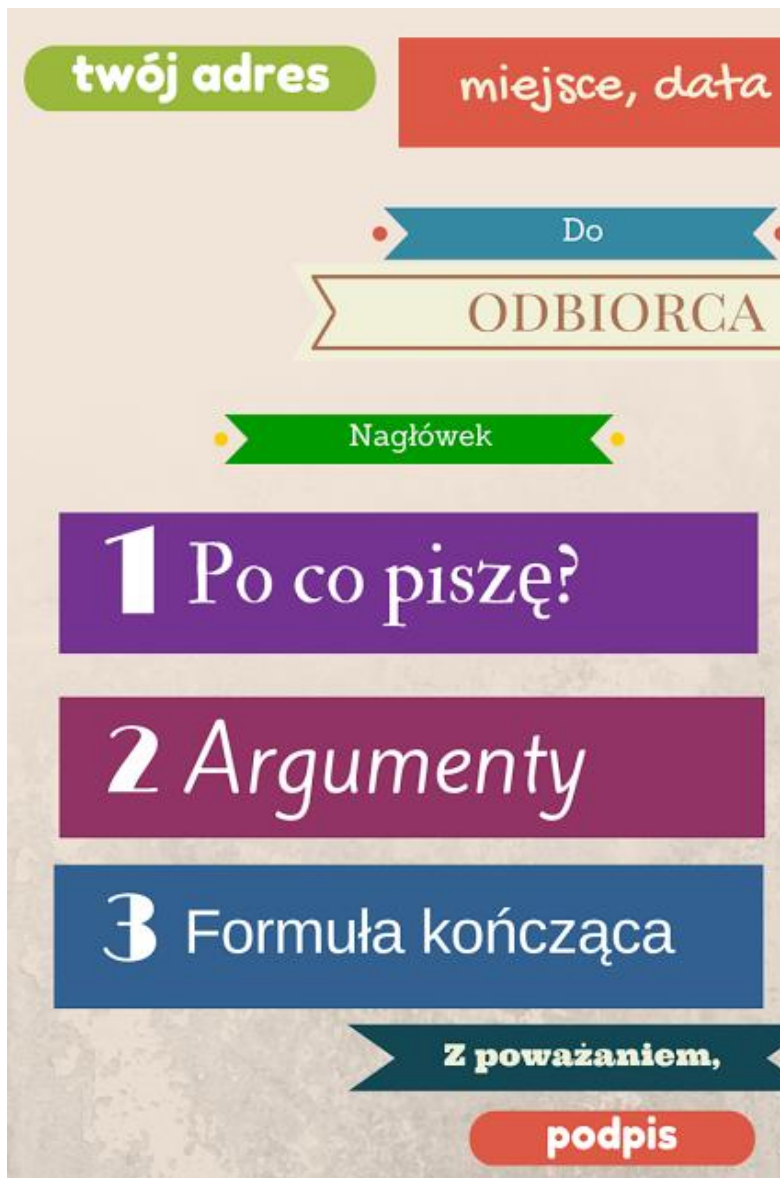 twój adres
miejsce, data
Do
ODBIORCA
Nagłówek
1 Po co piszę?
2 Argumenty
3 Formuła kończąca
Z poważaniem,
podpis